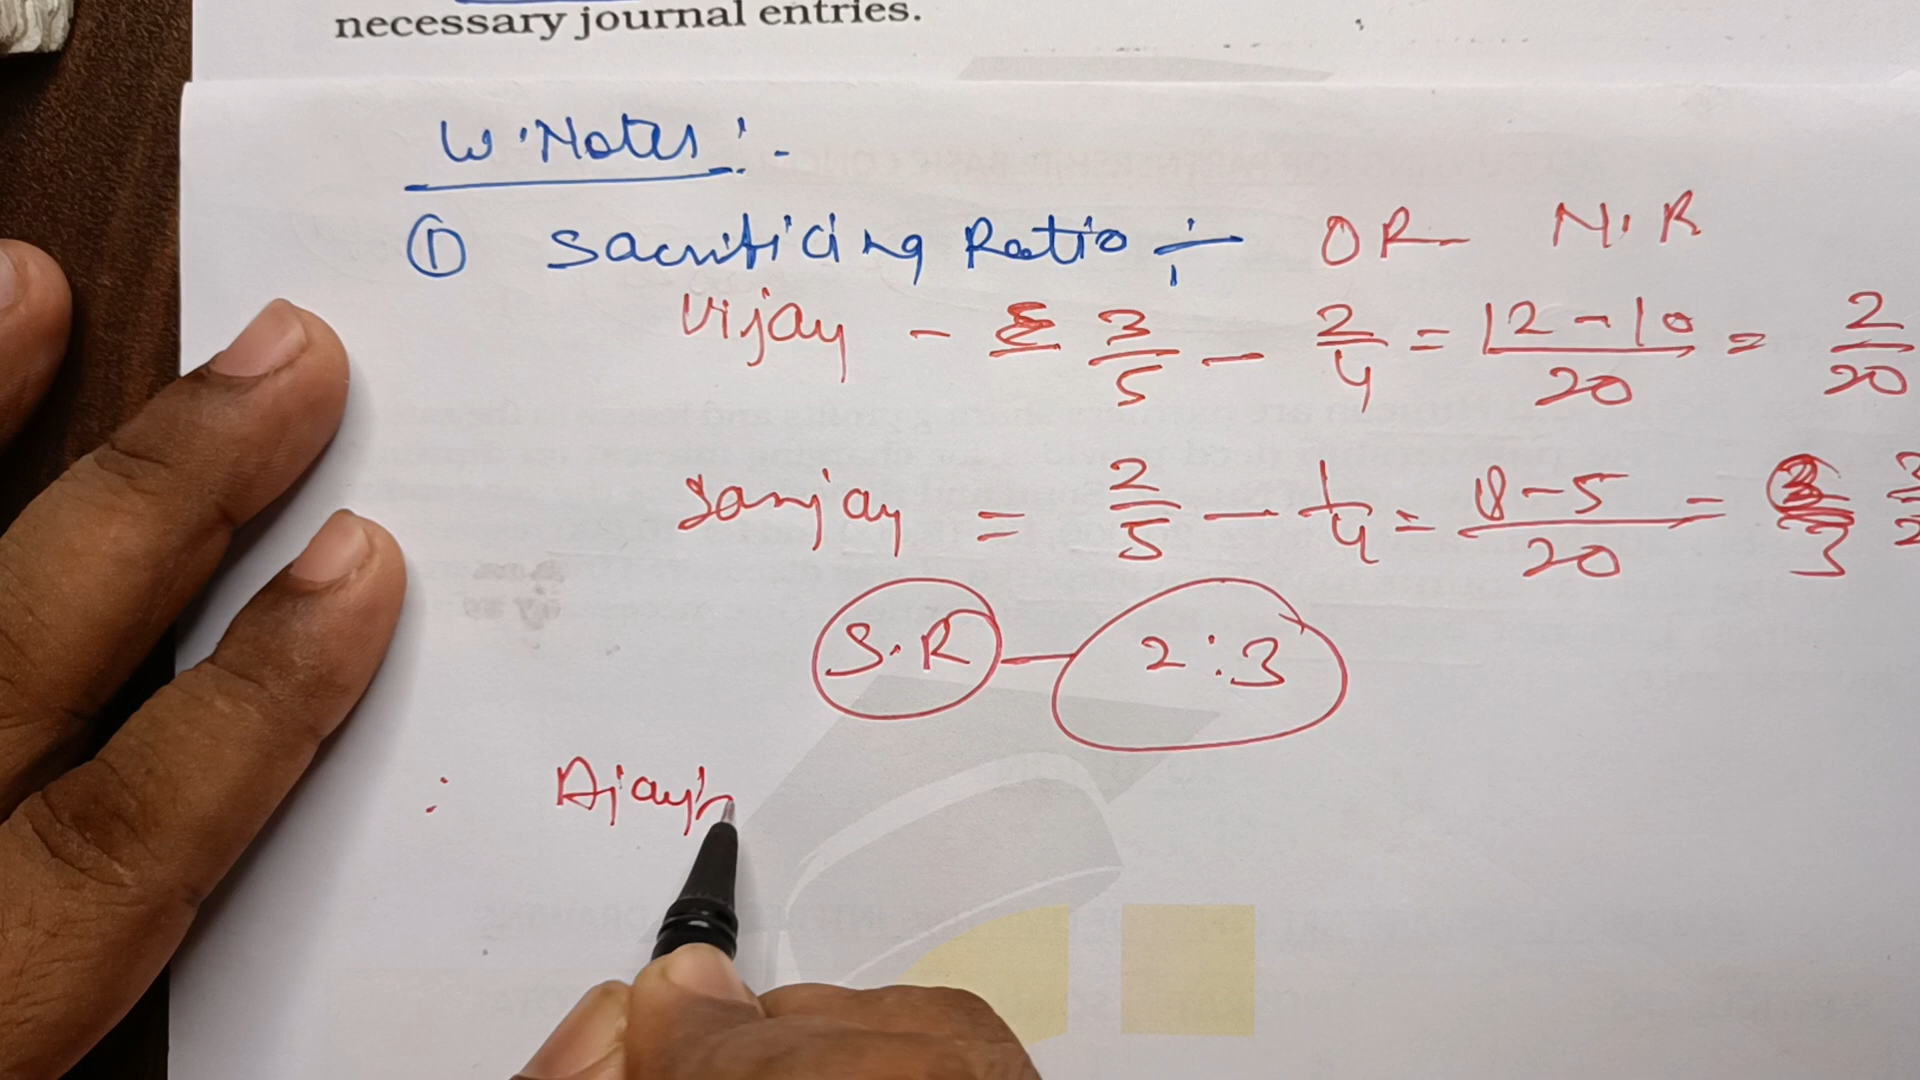 necessary journal entries.
W. Notes :-
① Sacrificing Ratio ÷ OR - N.R
Vijay - 3/5 - 2/4 = 12-10/20 = 2/20
Sanjay = 2/5 - 1/4 = 8-5/20 = 3
S.R - 2:3
: Ajay's